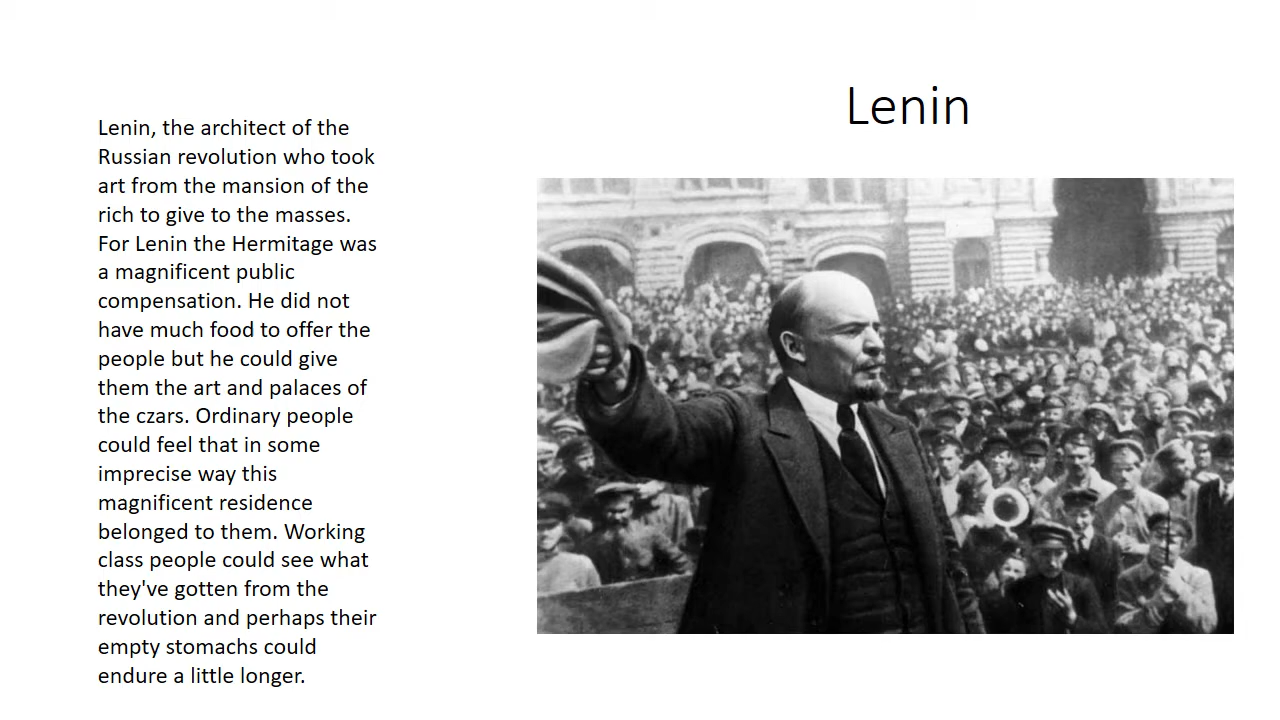 Lenin
Lenin, the architect of the
Russian revolution who took
art from the mansion of the
rich to give to the masses.
For Lenin the Hermitage was
a magnificent public
compensation. He did not
have much food to offer the
people but he could give
them the art and palaces of
the czars. Ordinary people
could feel that in some
imprecise way this
magnificent residence
belonged to them. Working
class people could see what
they've gotten from the
revolution and perhaps their
empty stomachs could
endure a little longer.